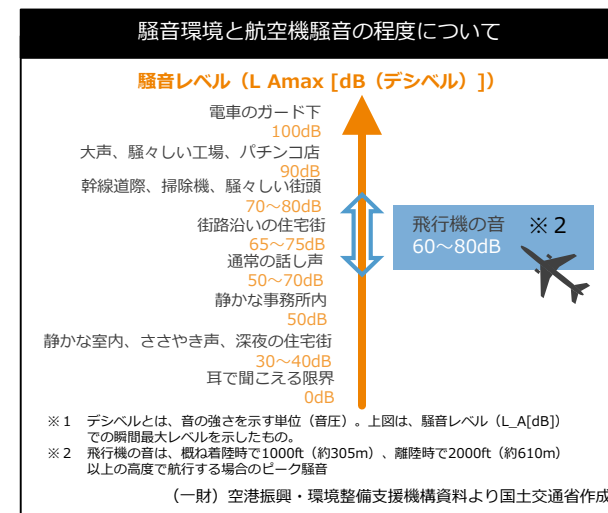 騒音環境と航空機騒音の程度について
騒音レベル（L Amax [dB（デシベル）]）
電車のガード下
100dB
大声、騒々しい工場、パチンコ店
90dB
幹線道際、掃除機、騒々しい街頭
70～80dB
街路沿いの住宅街
65～75dB
通常の話し声
50～70dB
静かな事務所内
50dB
静かな室内、ささやき声、深夜の住宅街
30～40dB
耳で聞こえる限界
0dB
飛行機の音 ※２
60～80dB
※１ デシベルとは、音の強さを示す単位（音圧）。上図は、騒音レベル（L_A[dB]）
での瞬間最大レベルを示したもの。
※２ 飛行機の音は、概ね着陸時で1000ft（約305m）、離陸時で2000ft（約610m）
以上の高度で航行する場合のピーク騒音
（一財）空港振興・環境整備支援機構資料より国土交通省作成